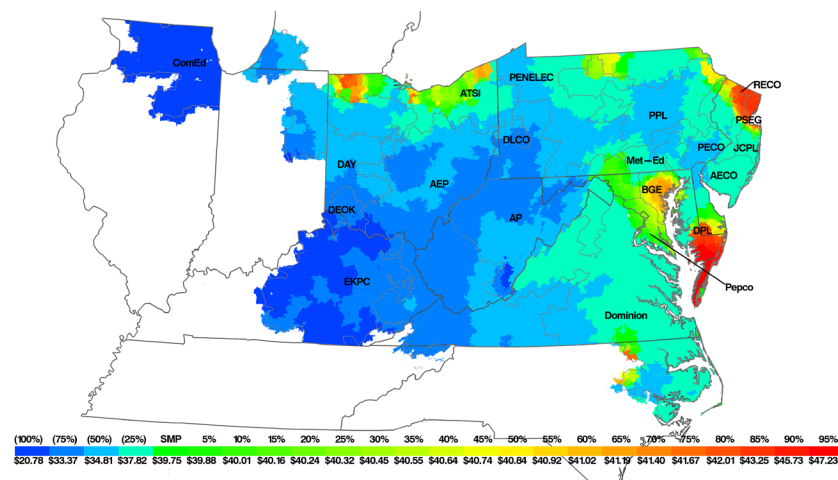 ComEd
RECO
PENELEC
ATSI
PPL
PSEG
DLCO
PECO
JCPL
Met-Ed
DAY
AECO
AEP
BGE
DEOK
AP
DPL
EKPC
Pepco
Dominion
(100%) (75%) (50%) (25%) SMP 5% 10% 15% 20% 25% 30% 35% 40% 45% 50% 55% 60% 65% 70% 75% 80% 85% 90% 95%
$20.78 $33.37 $34.81 $37.82 $39.75 $39.88 $40.01 $40.16 $40.24 $40.32 $40.45 $40.55 $40.64 $40.74 $40.84 $40.92 $41.02 $41.19 $41.40 $41.67 $42.01 $43.25 $45.73 $47.23